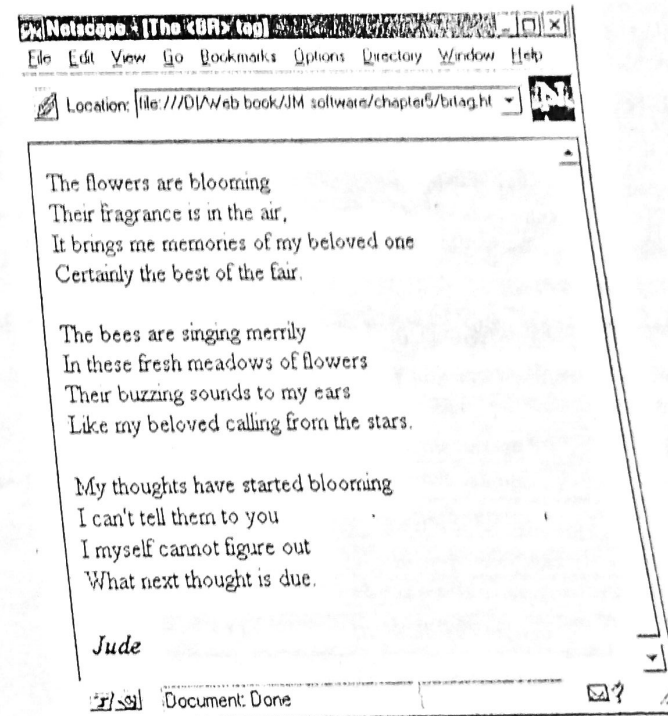 Netscape - [The <BR> tag]
File Edit View Go Bookmarks Options Directory Window Help
Location: file:///D|/Web book/JM software/chapter5/brtag.ht
N
The flowers are blooming
Their fragrance is in the air,
It brings me memories of my beloved one
Certainly the best of the fair.
The bees are singing merrily
In these fresh meadows of flowers
Their buzzing sounds to my ears
Like my beloved calling from the stars.
My thoughts have started blooming
I can't tell them to you
I myself cannot figure out
What next thought is due.
Jude
Document: Done
?